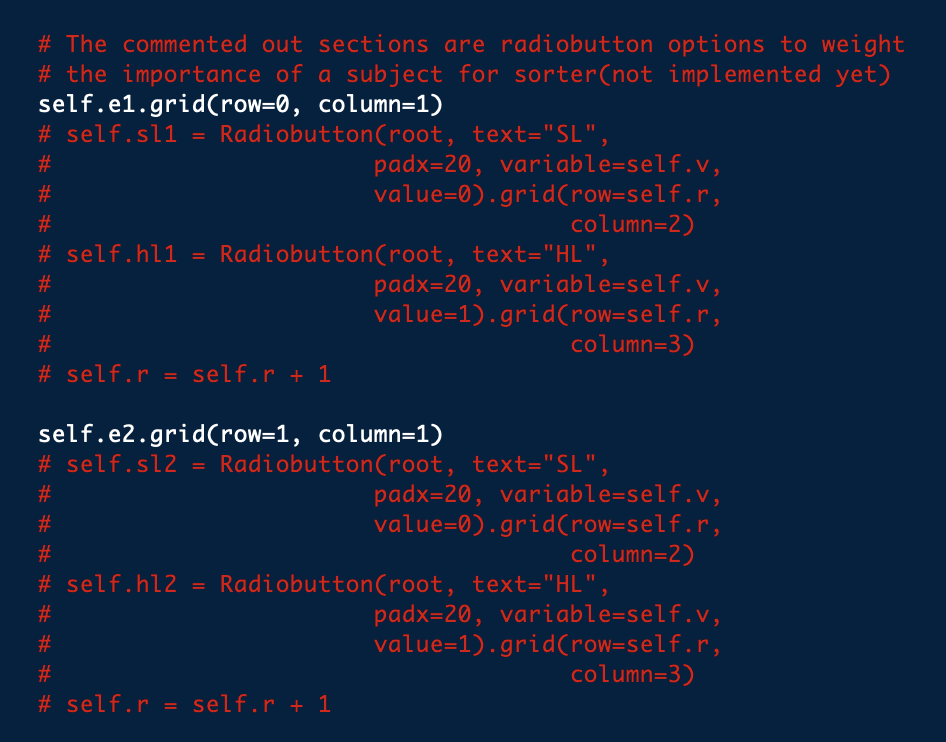 # The commented out sections are radiobutton options to weight
# the importance of a subject for sorter(not implemented yet)
self.e1.grid(row=0, column=1)
# self.sl1 = Radiobutton(root, text="SL",
#                       padx=20, variable=self.v,
#                       value=0).grid(row=self.r,
#                                     column=2)
# self.hl1 = Radiobutton(root, text="HL",
#                       padx=20, variable=self.v,
#                       value=1).grid(row=self.r,
#                                     column=3)
# self.r = self.r + 1

self.e2.grid(row=1, column=1)
# self.sl2 = Radiobutton(root, text="SL",
#                       padx=20, variable=self.v,
#                       value=0).grid(row=self.r,
#                                     column=2)
# self.hl2 = Radiobutton(root, text="HL",
#                       padx=20, variable=self.v,
#                       value=1).grid(row=self.r,
#                                     column=3)
# self.r = self.r + 1